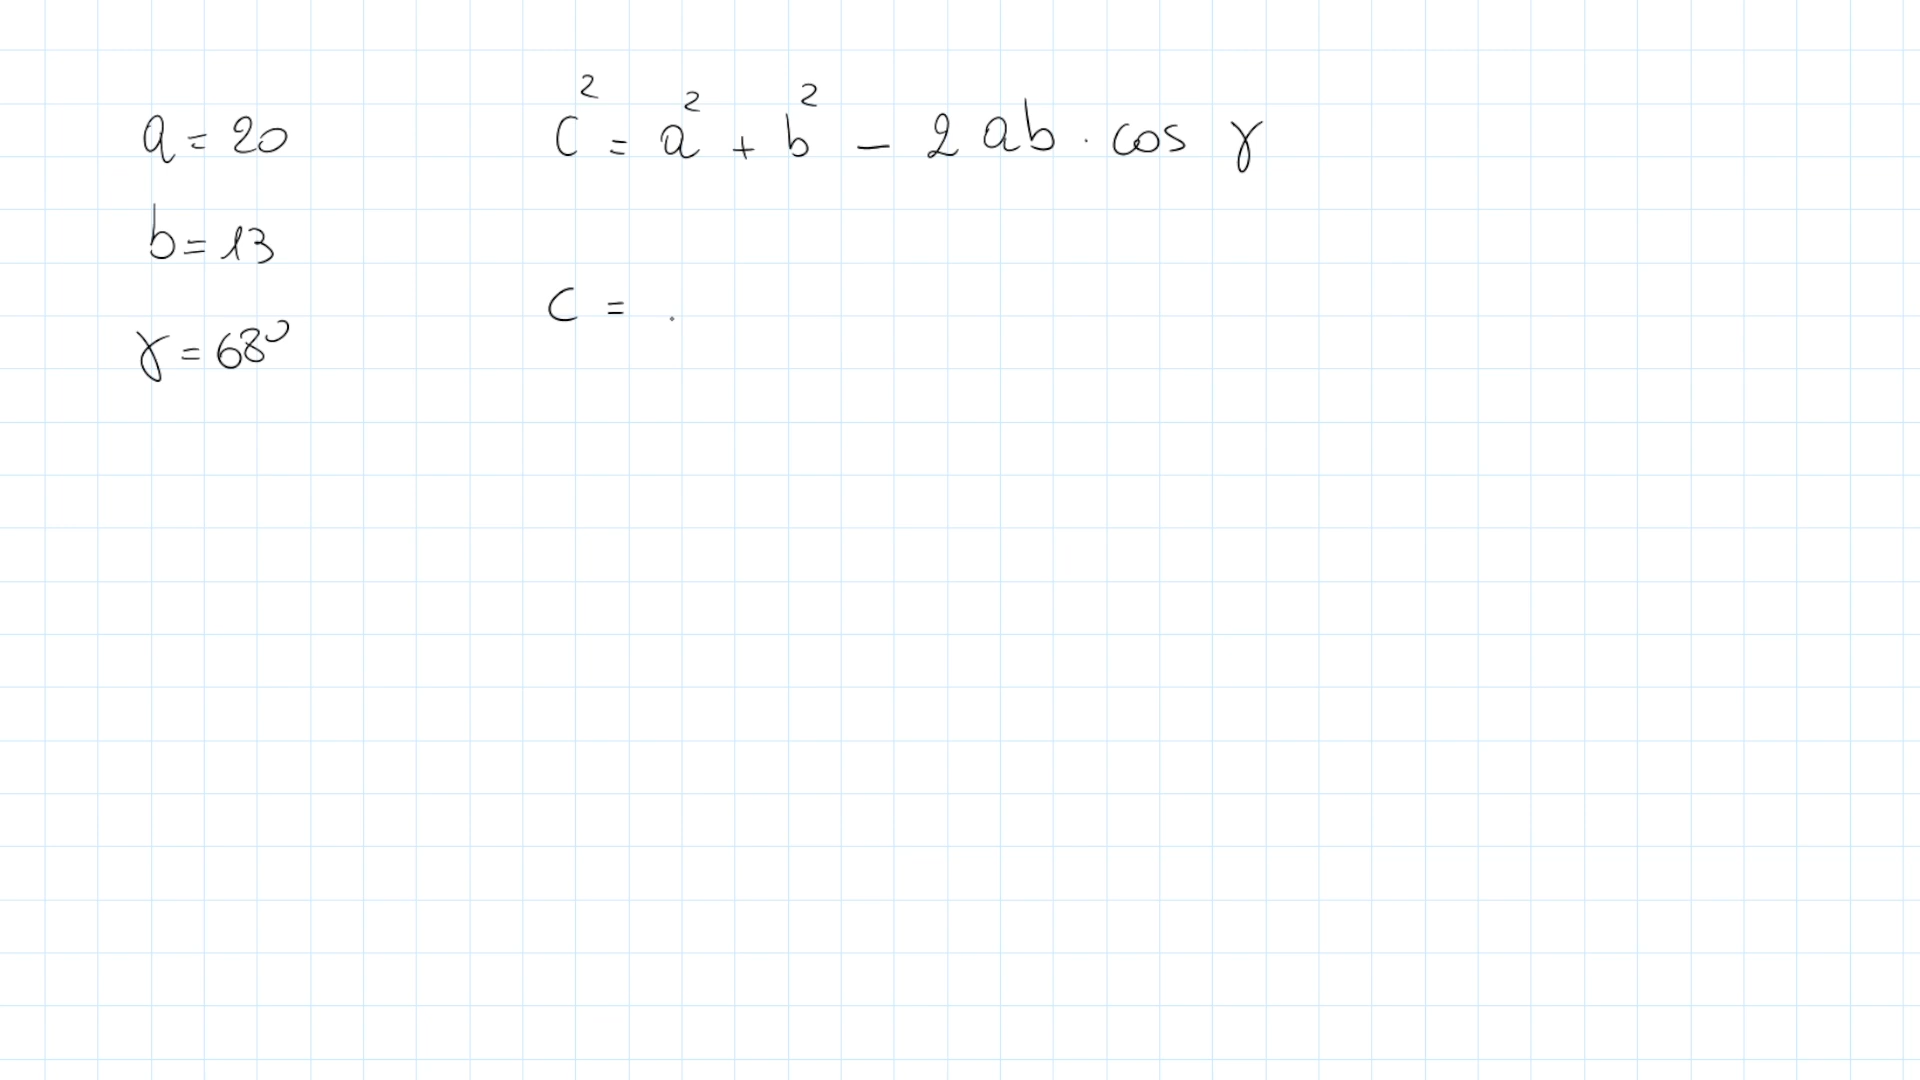 a = 20
b = 13
γ = 68°
c² = a² + b² - 2ab · cos γ
c = .